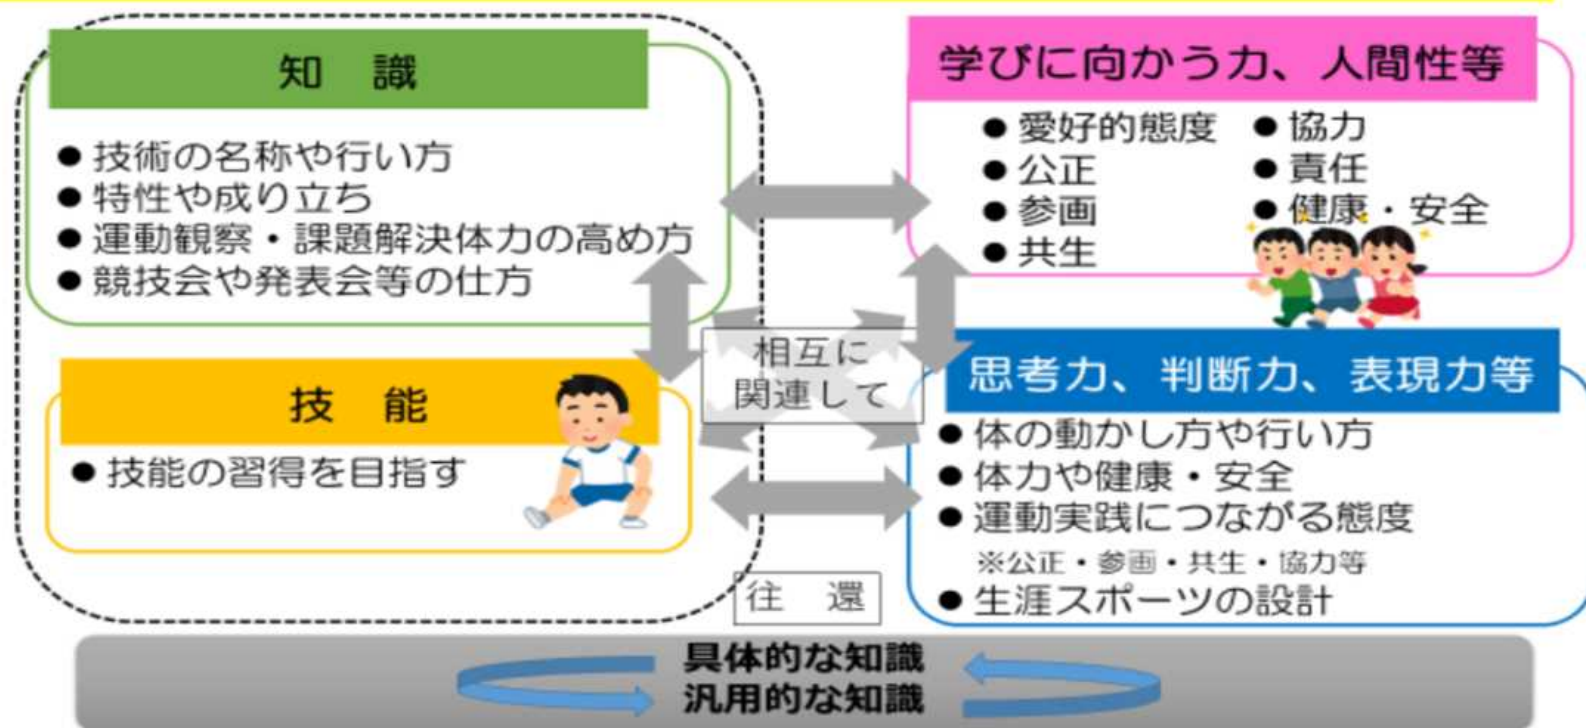 知 識
● 技術の名称や行い方
● 特性や成り立ち
● 運動観察・課題解決体力の高め方
● 競技会や発表会等の仕方
学びに向かう力、人間性等
● 愛好的態度 ● 協力
● 公正 ● 責任
● 参画 ● 健康・安全
● 共生
相互に
関連して
技 能
● 技能の習得を目指す
思考力、判断力、表現力等
● 体の動かし方や行い方
● 体力や健康・安全
● 運動実践につながる態度
※公正・参画・共生・協力等
● 生涯スポーツの設計
往 還
具体的な知識
汎用的な知識